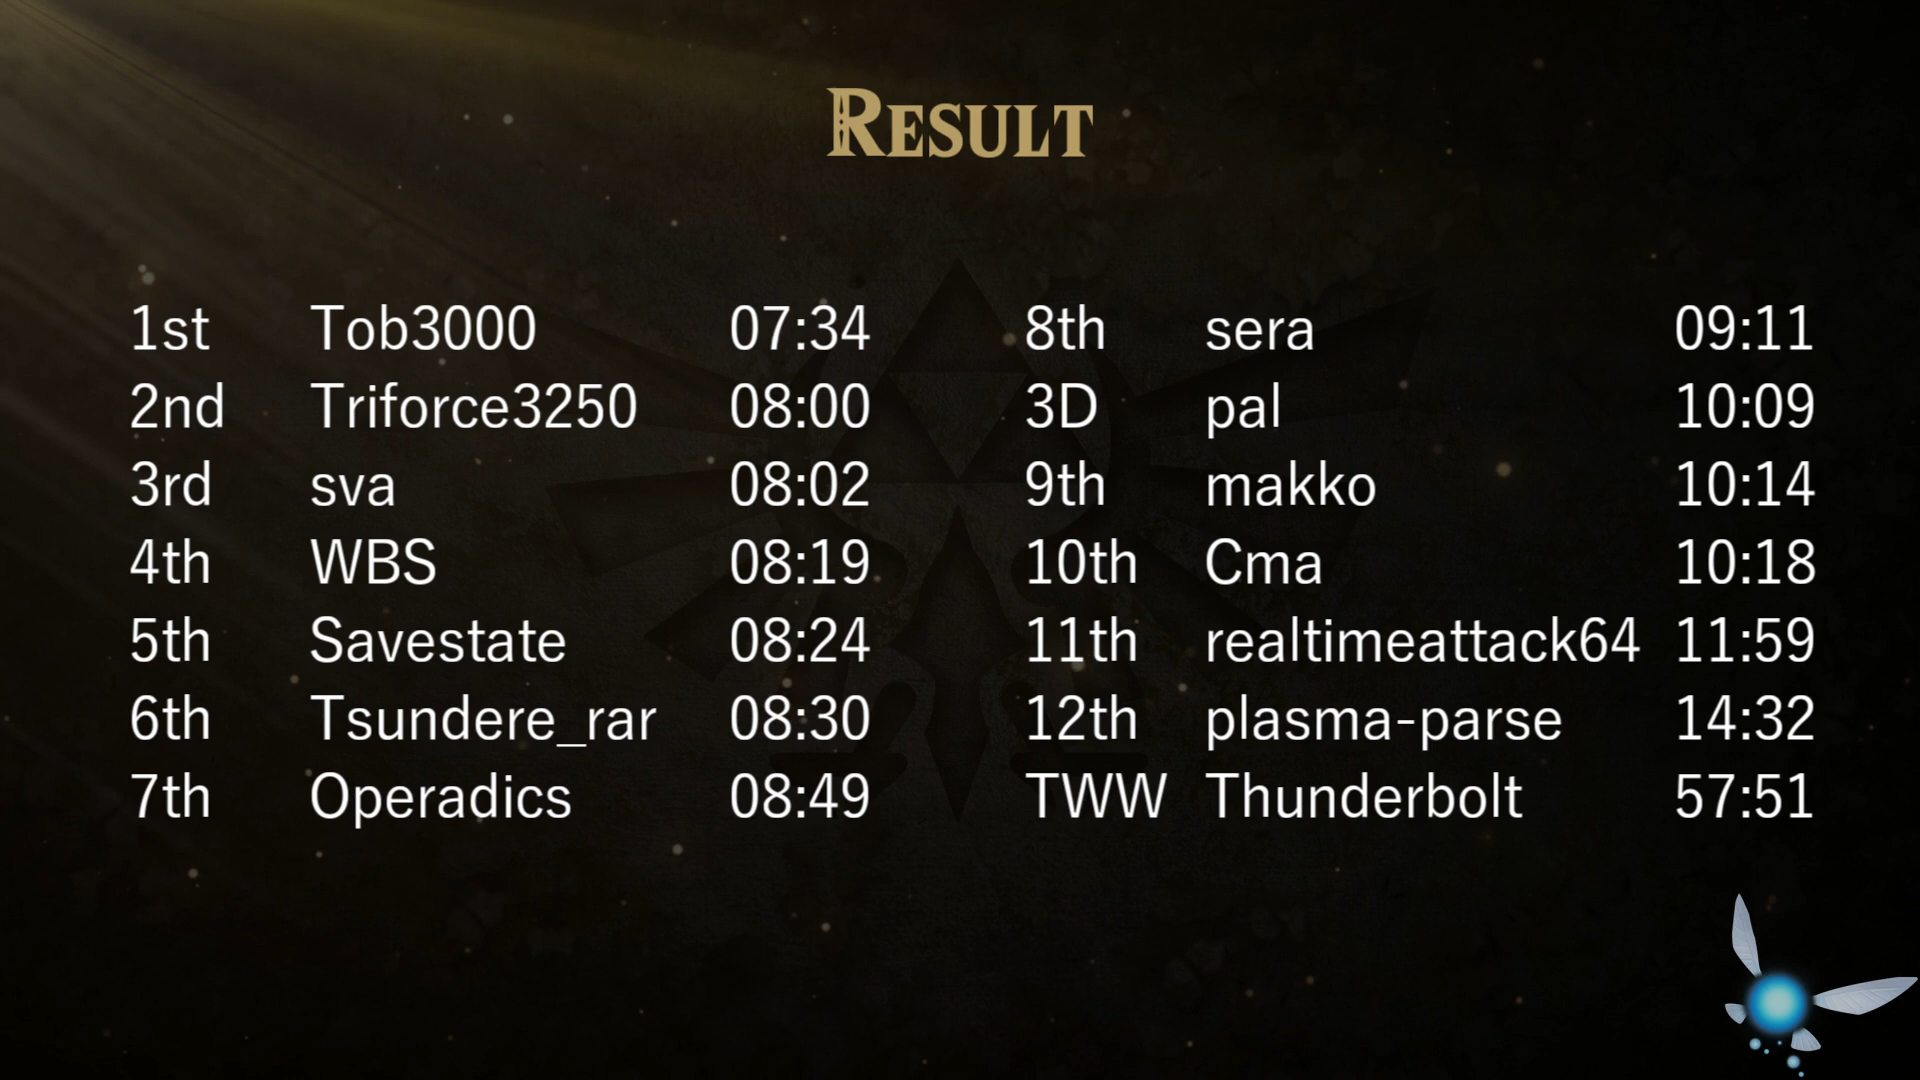 Result
1st Tob3000 07:34
2nd Triforce3250 08:00
3rd sva 08:02
4th WBS 08:19
5th Savestate 08:24
6th Tsundere_rar 08:30
7th Operadics 08:49
8th sera 09:11
3D pal 10:09
9th makko 10:14
10th Cma 10:18
11th realtimeattack64 11:59
12th plasma-parse 14:32
TWW Thunderbolt 57:51